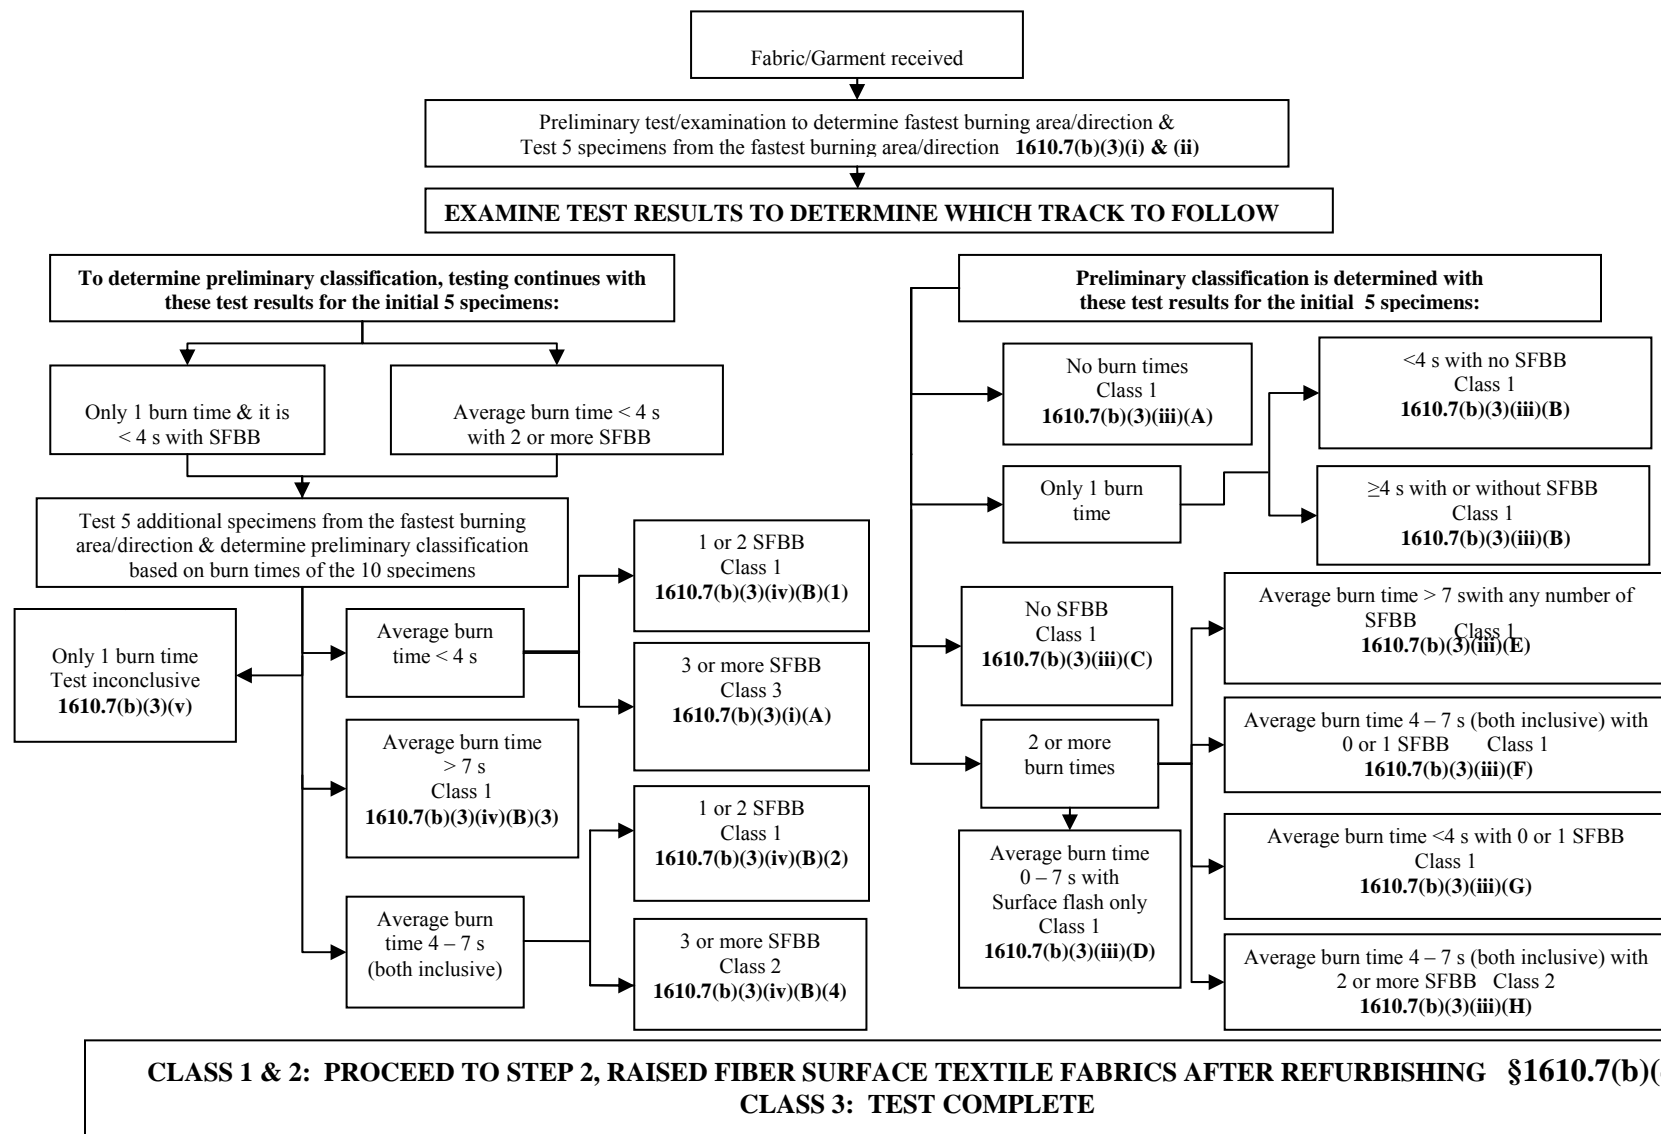 Fabric/Garment received
Preliminary test/examination to determine fastest burning area/direction &
Test 5 specimens from the fastest burning area/direction 1610.7(b)(3)(i) & (ii)
EXAMINE TEST RESULTS TO DETERMINE WHICH TRACK TO FOLLOW
To determine preliminary classification, testing continues with
these test results for the initial 5 specimens:
Only 1 burn time & it is
< 4 s with SFBB
Average burn time < 4 s
with 2 or more SFBB
Test 5 additional specimens from the fastest burning
area/direction & determine preliminary classification
based on burn times of the 10 specimens
Only 1 burn time
Test inconclusive
1610.7(b)(3)(v)
Average burn
time < 4 s
1 or 2 SFBB
Class 1
1610.7(b)(3)(iv)(B)(1)
3 or more SFBB
Class 3
1610.7(b)(3)(i)(A)
Average burn time
> 7 s
Class 1
1610.7(b)(3)(iv)(B)(3)
Average burn
time 4 – 7 s
(both inclusive)
1 or 2 SFBB
Class 1
1610.7(b)(3)(iv)(B)(2)
3 or more SFBB
Class 2
1610.7(b)(3)(iv)(B)(4)
Preliminary classification is determined with
these test results for the initial 5 specimens:
No burn times
Class 1
1610.7(b)(3)(iii)(A)
Only 1 burn
time
<4 s with no SFBB
Class 1
1610.7(b)(3)(iii)(B)
≥4 s with or without SFBB
Class 1
1610.7(b)(3)(iii)(B)
No SFBB
Class 1
1610.7(b)(3)(iii)(C)
2 or more
burn times
Average burn time
0 – 7 s with
Surface flash only
Class 1
1610.7(b)(3)(iii)(D)
Average burn time > 7 swith any number of
SFBB Class 1
1610.7(b)(3)(iii)(E)
Average burn time 4 – 7 s (both inclusive) with
0 or 1 SFBB Class 1
1610.7(b)(3)(iii)(F)
Average burn time <4 s with 0 or 1 SFBB
Class 1
1610.7(b)(3)(iii)(G)
Average burn time 4 – 7 s (both inclusive) with
2 or more SFBB Class 2
1610.7(b)(3)(iii)(H)
CLASS 1 & 2: PROCEED TO STEP 2, RAISED FIBER SURFACE TEXTILE FABRICS AFTER REFURBISHING §1610.7(b)(
CLASS 3: TEST COMPLETE